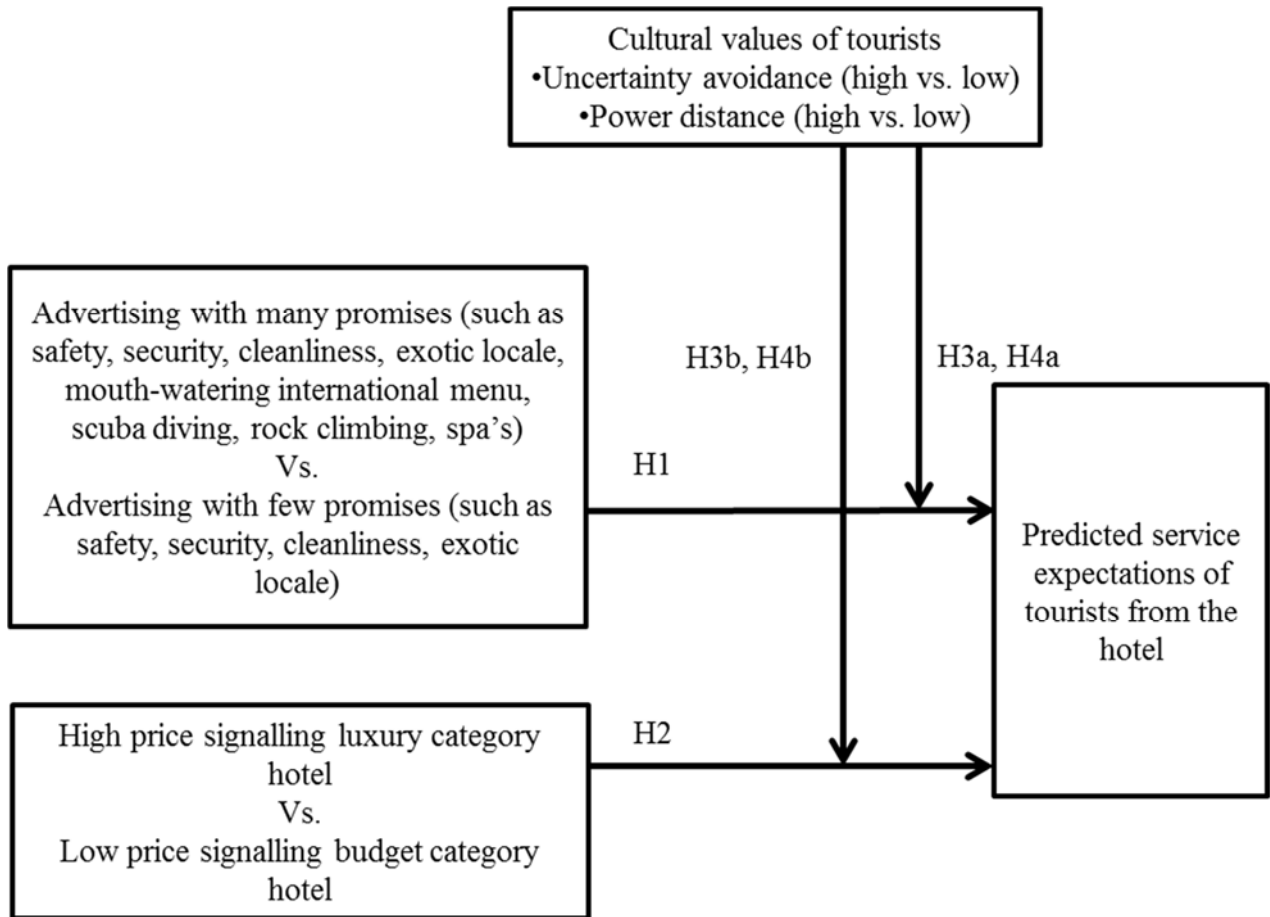 Cultural values of tourists
•Uncertainty avoidance (high vs. low)
•Power distance (high vs. low)
Advertising with many promises (such as
safety, security, cleanliness, exotic locale,
mouth-watering international menu,
scuba diving, rock climbing, spa’s)
Vs.
Advertising with few promises (such as
safety, security, cleanliness, exotic
locale)
H3b, H4b
H3a, H4a
H1
Predicted service
expectations of
tourists from the
hotel
High price signalling luxury category
hotel
Vs.
Low price signalling budget category
hotel
H2